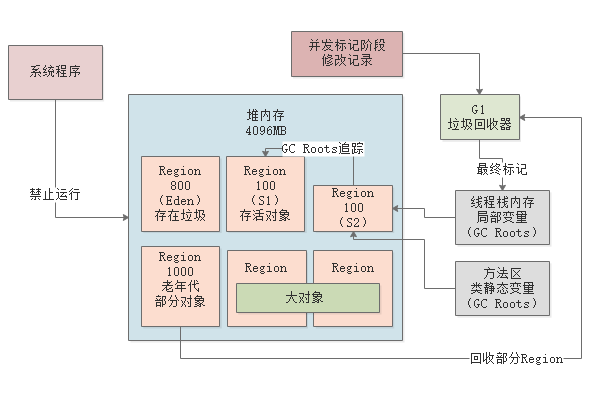 并发标记阶段
修改记录
系统程序
堆内存
4096MB
G1
垃圾回收器
GC Roots追踪
最终标记
Region
800
（Eden）
存在垃圾
Region
100
（S1）
存活对象
Region
100
（S2）
禁止运行
线程栈内存
局部变量
（GC Roots）
Region
1000
老年代
部分对象
Region
Region
大对象
方法区
类静态变量
（GC Roots）
回收部分Region